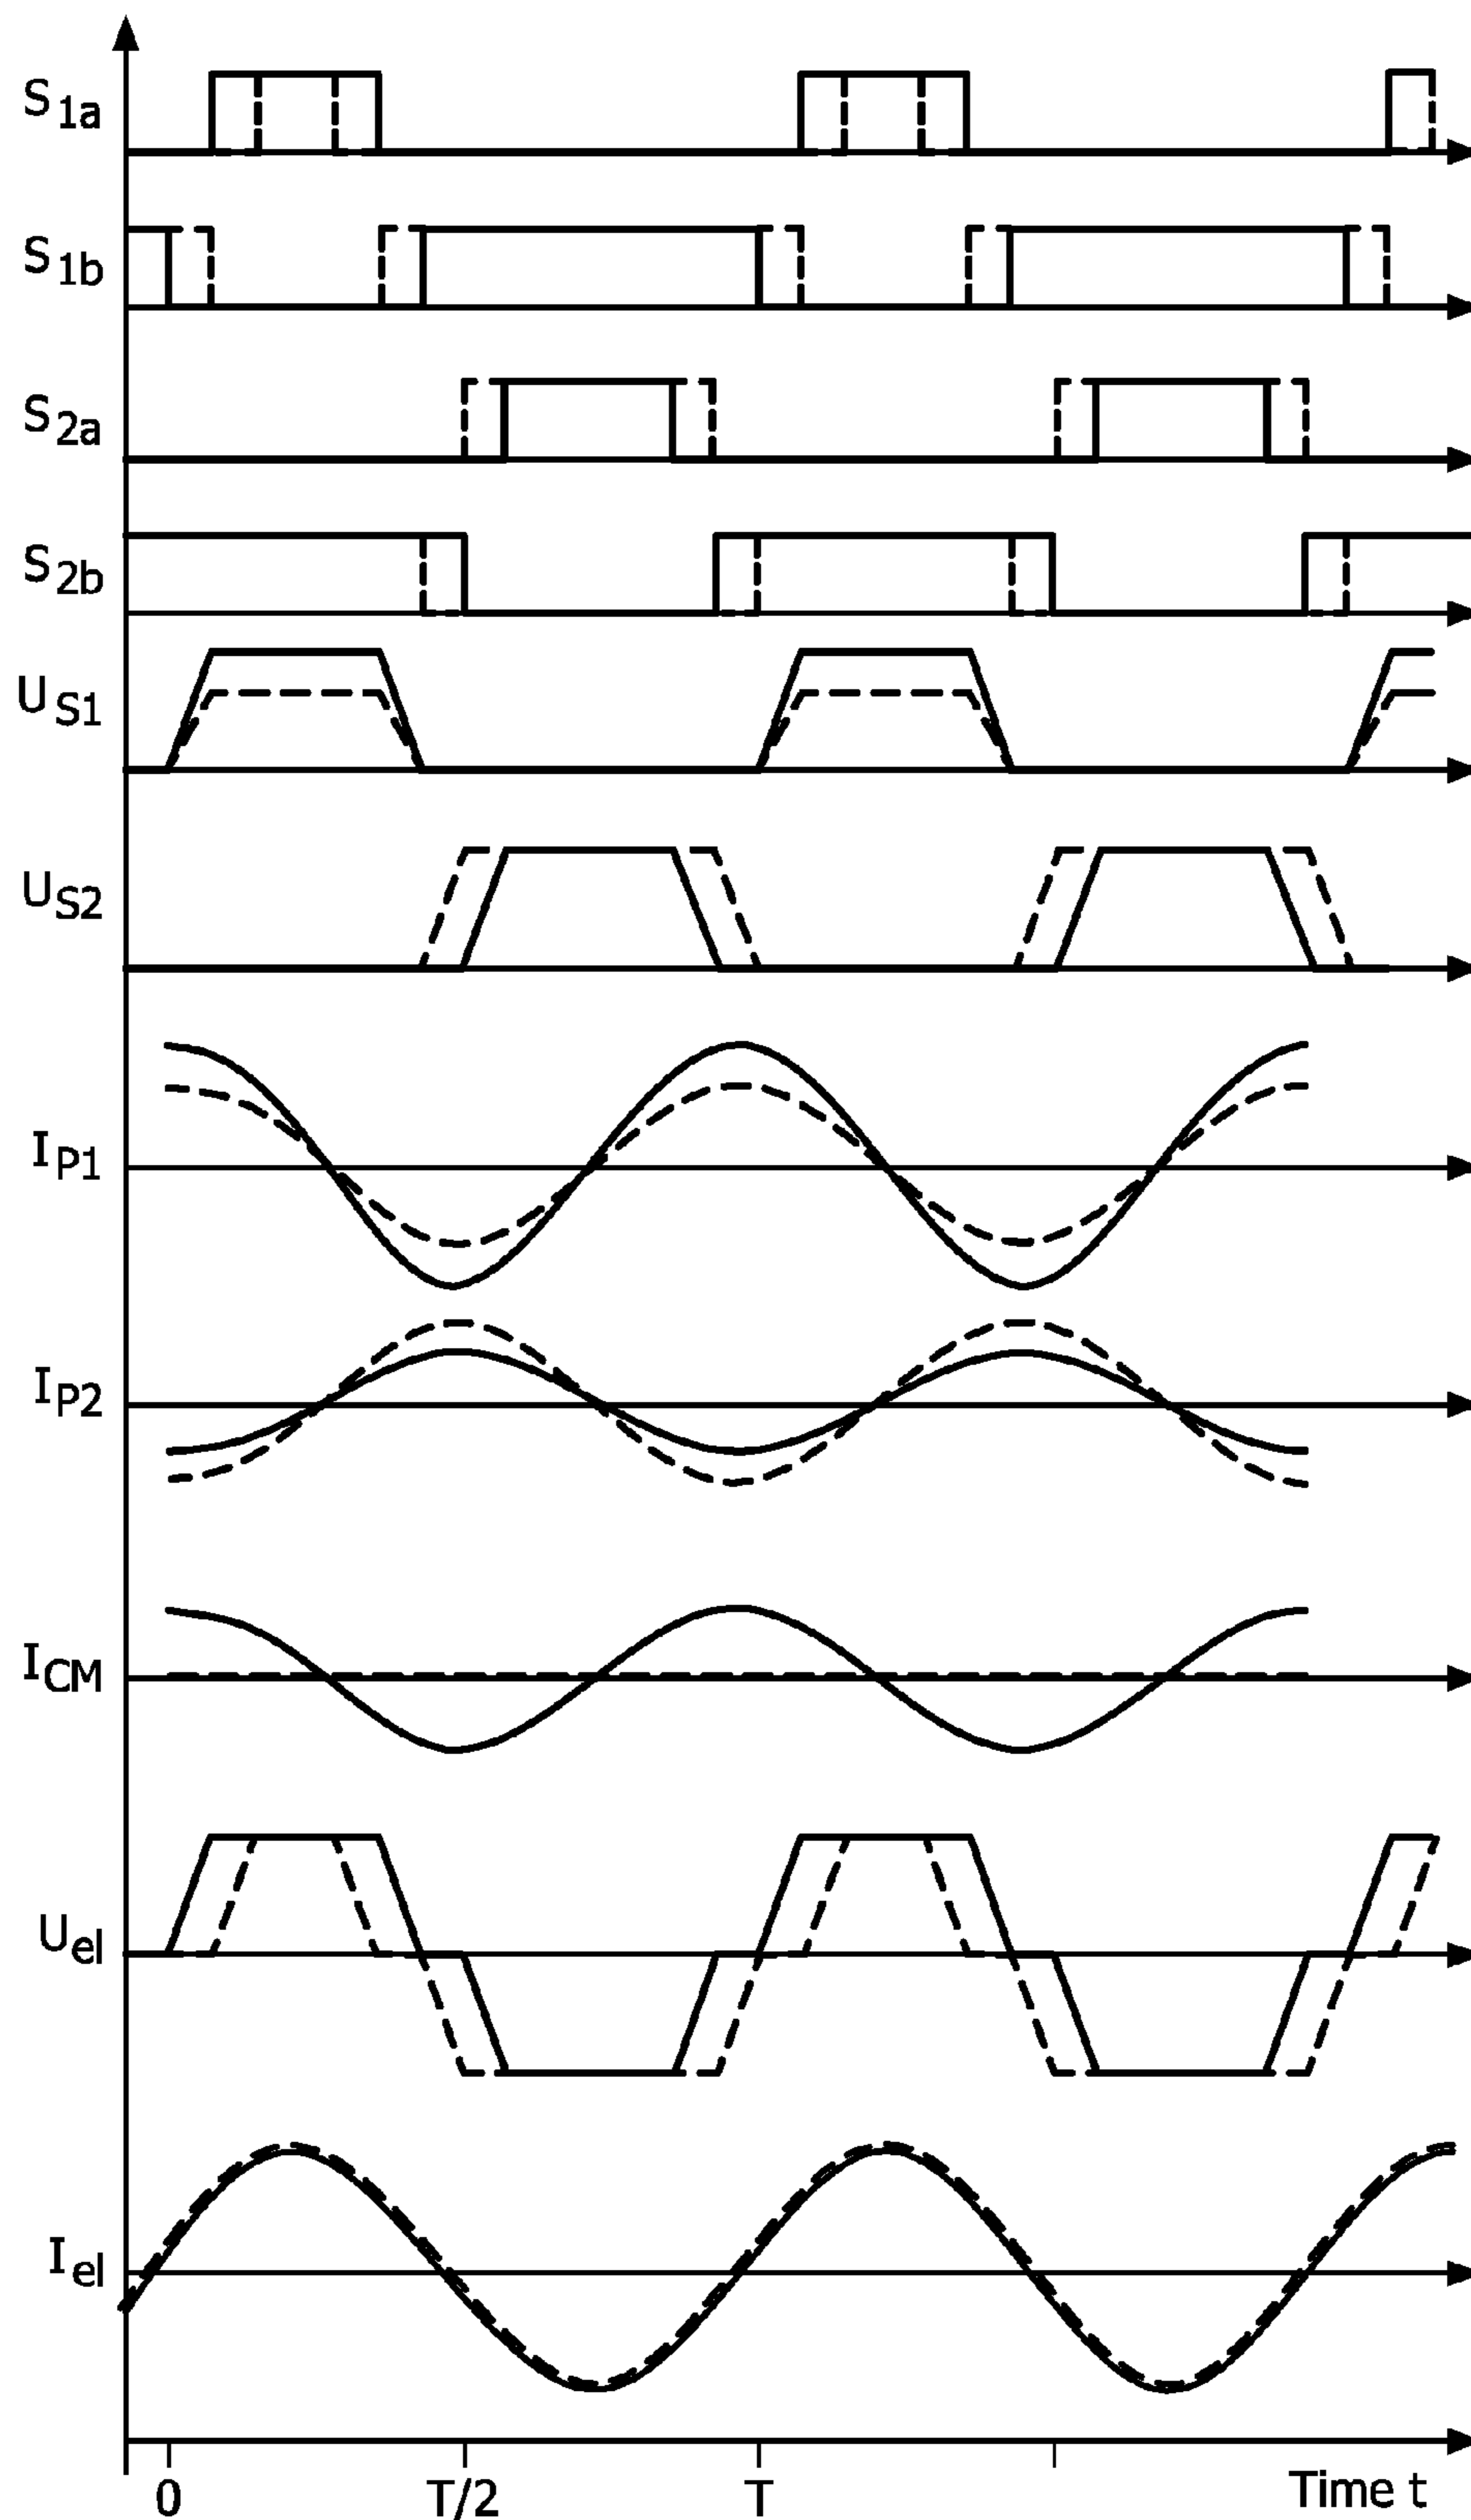 S1a
S1b
S2a
S2b
US1
US2
IP1
IP2
ICM
Uel
Iel
0 T/2 T Time t